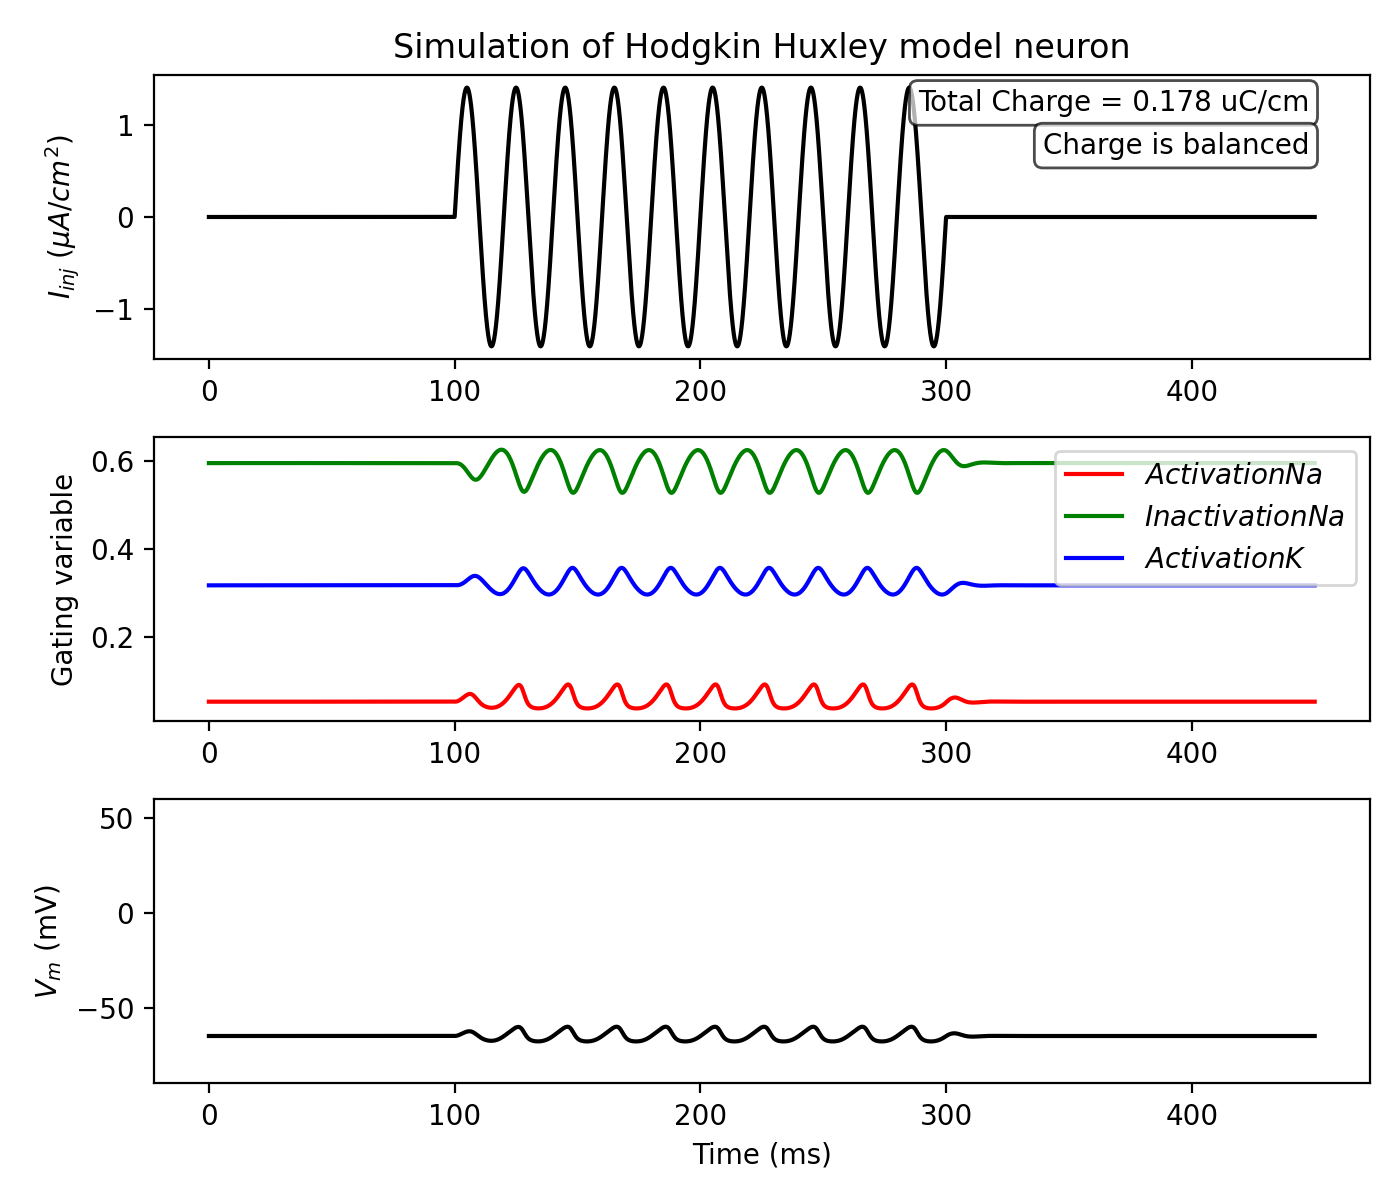 Simulation of Hodgkin Huxley model neuron
Total Charge = 0.178 uC/cm
Charge is balanced
I_{inj} (μA/cm²)
1
0
−1
0 100 200 300 400
ActivationNa
InactivationNa
ActivationK
Gating variable
0.6
0.4
0.2
0 100 200 300 400
V_m (mV)
50
0
−50
0 100 200 300 400
Time (ms)